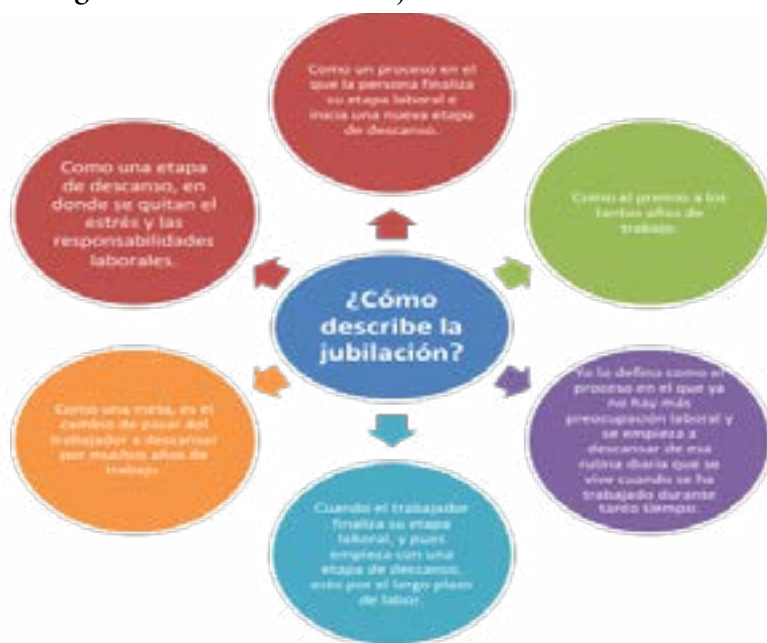 Como un proceso en el
que la persona finaliza
su etapa laboral e
inicia una nueva etapa
de descanso.
Como el premio a los
tantos años de
trabajo.
Yo lo defino como el
proceso en el que ya
no hay más
preocupación laboral y
se empieza a
descansar de esa
rutina diaria que se
vive cuando se ha
trabajado durante
tanto tiempo.
Cuando el trabajador
finaliza su etapa
laboral, y pues
empieza con una
etapa de descanso,
esto por el largo plazo
de labor.
Como una meta, es el
cambio de pasar del
trabajador a descansar
por muchos años de
trabajo.
Como una etapa
de descanso, en
donde se quitan el
estrés y las
responsabilidades
laborales.
¿Cómo
describe la
jubilación?